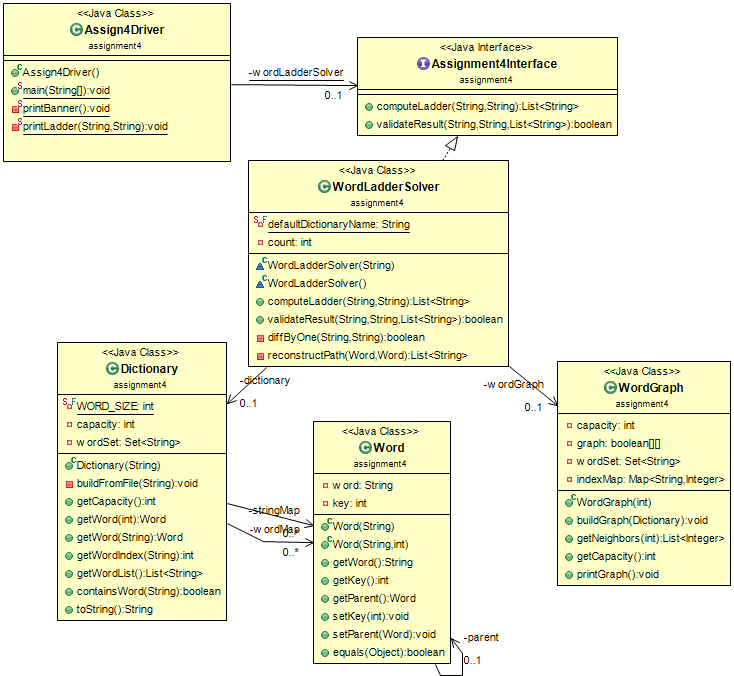 <<Java Class>>
Assign4Driver
assignment4
Assign4Driver()
main(String[]):void
printBanner():void
printLadder(String,String):void
-wordLadderSolver
0..1
<<Java Interface>>
Assignment4Interface
assignment4
computeLadder(String,String):List<String>
validateResult(String,String,List<String>):boolean
<<Java Class>>
WordLadderSolver
assignment4
defaultDictionaryName: String
count: int
WordLadderSolver(String)
WordLadderSolver()
computeLadder(String,String):List<String>
validateResult(String,String,List<String>):boolean
diffByOne(String,String):boolean
reconstructPath(Word,Word):List<String>
-dictionary
0..1
-wordGraph
0..1
<<Java Class>>
Dictionary
assignment4
WORD_SIZE: int
capacity: int
wordSet: Set<String>
Dictionary(String)
buildFromFile(String):void
getCapacity():int
getWord(int):Word
getWord(String):Word
getWordIndex(String):int
getWordList():List<String>
containsWord(String):boolean
toString():String
-stringMap
0..*
-wordMap
0..*
<<Java Class>>
Word
assignment4
word: String
key: int
Word(String)
Word(String,int)
getWord():String
getKey():int
getParent():Word
setKey(int):void
setParent(Word):void
equals(Object):boolean
-parent
0..1
<<Java Class>>
WordGraph
assignment4
capacity: int
graph: boolean[][]
wordSet: Set<String>
indexMap: Map<String,Integer>
WordGraph(int)
buildGraph(Dictionary):void
getNeighbors(int):List<Integer>
getCapacity():int
printGraph():void